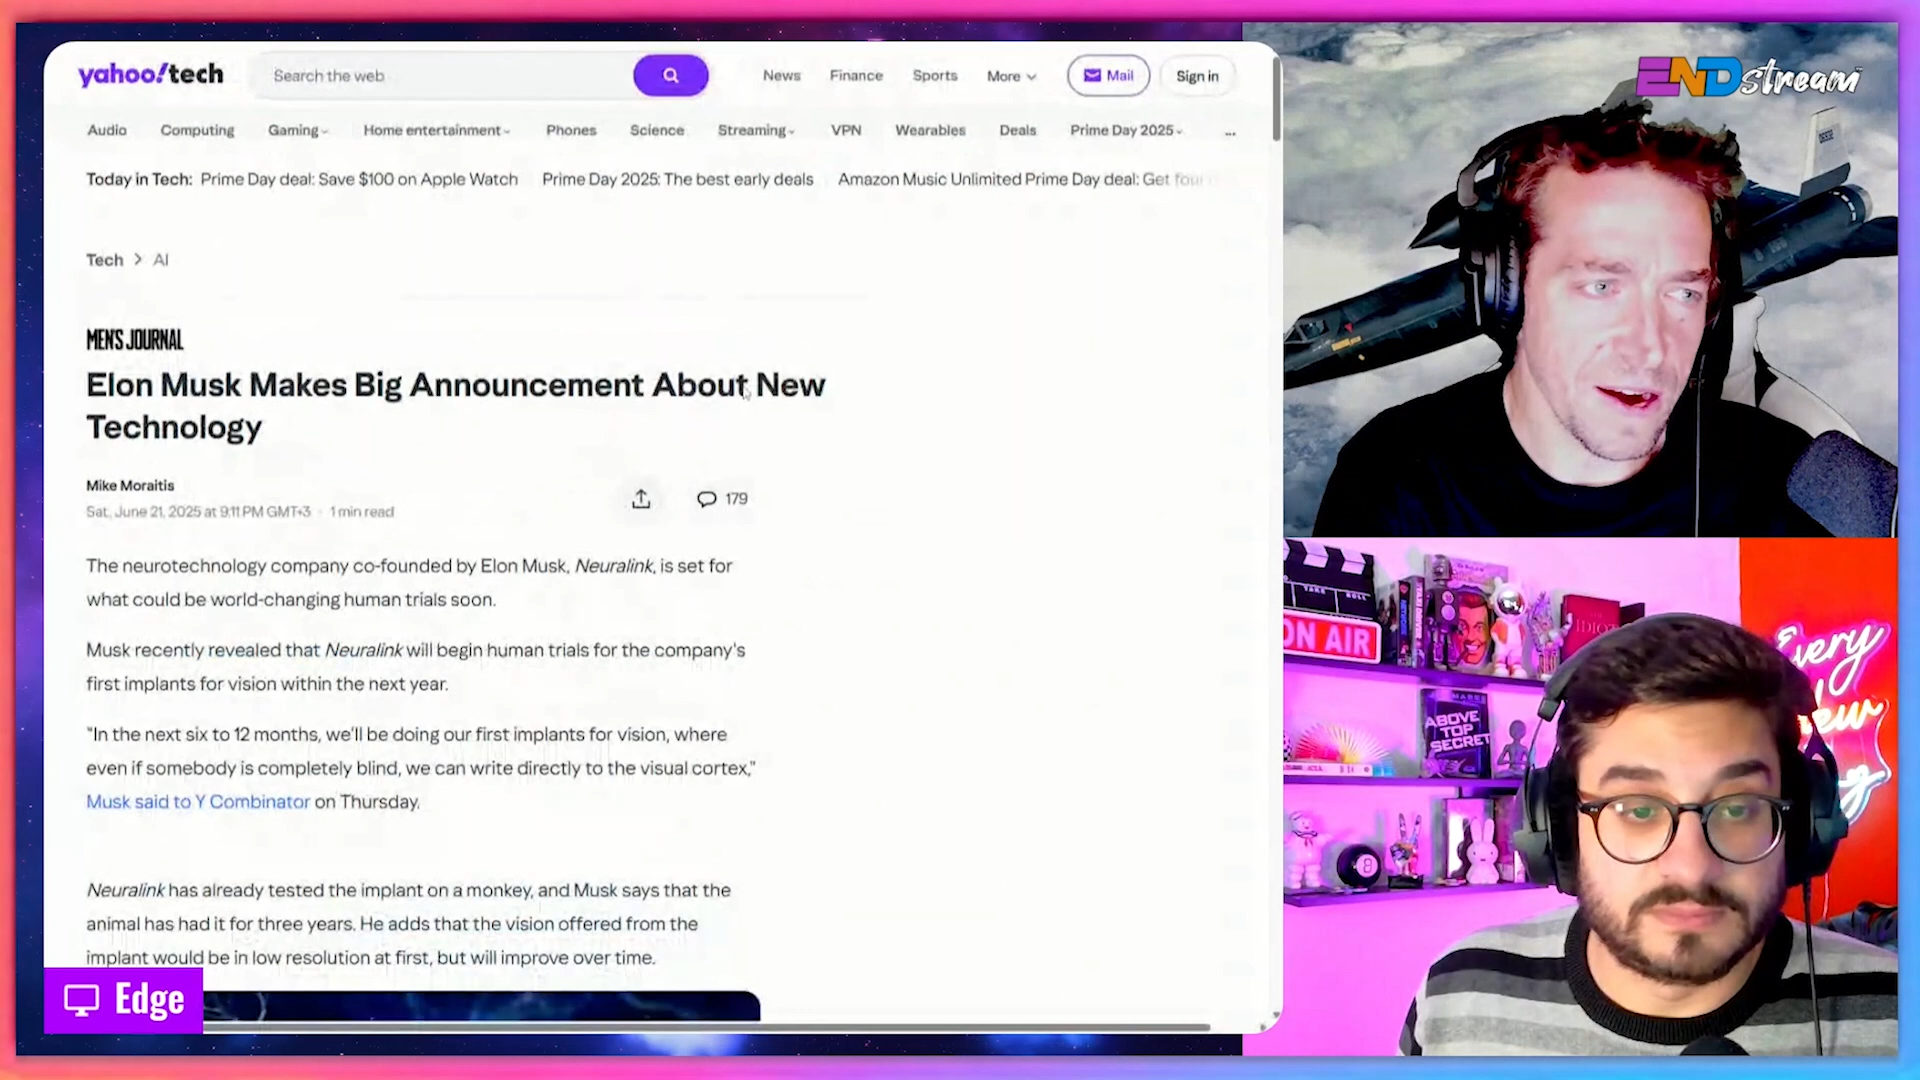 yahoo!tech
Search the web
News Finance Sports More Mail Sign in
Audio Computing Gaming Home entertainment Phones Science Streaming VPN Wearables Deals Prime Day 2025 ...
Today in Tech: Prime Day deal: Save $100 on Apple Watch Prime Day 2025: The best early deals Amazon Music Unlimited Prime Day deal: Get four
Tech > AI
MEN'S JOURNAL
Elon Musk Makes Big Announcement About New
Technology
Mike Moraitis
Sat, June 21, 2025 at 9:11 PM GMT+3 · 1 min read
179
The neurotechnology company co-founded by Elon Musk, Neuralink, is set for
what could be world-changing human trials soon.
Musk recently revealed that Neuralink will begin human trials for the company's
first implants for vision within the next year.
"In the next six to 12 months, we'll be doing our first implants for vision, where
even if somebody is completely blind, we can write directly to the visual cortex,"
Musk said to Y Combinator on Thursday.
Neuralink has already tested the implant on a monkey, and Musk says that the
animal has had it for three years. He adds that the vision offered from the
implant would be in low resolution at first, but will improve over time.
Edge
ENDstream
ON AIR
ABOVE
TOP
SECRET
8
Every